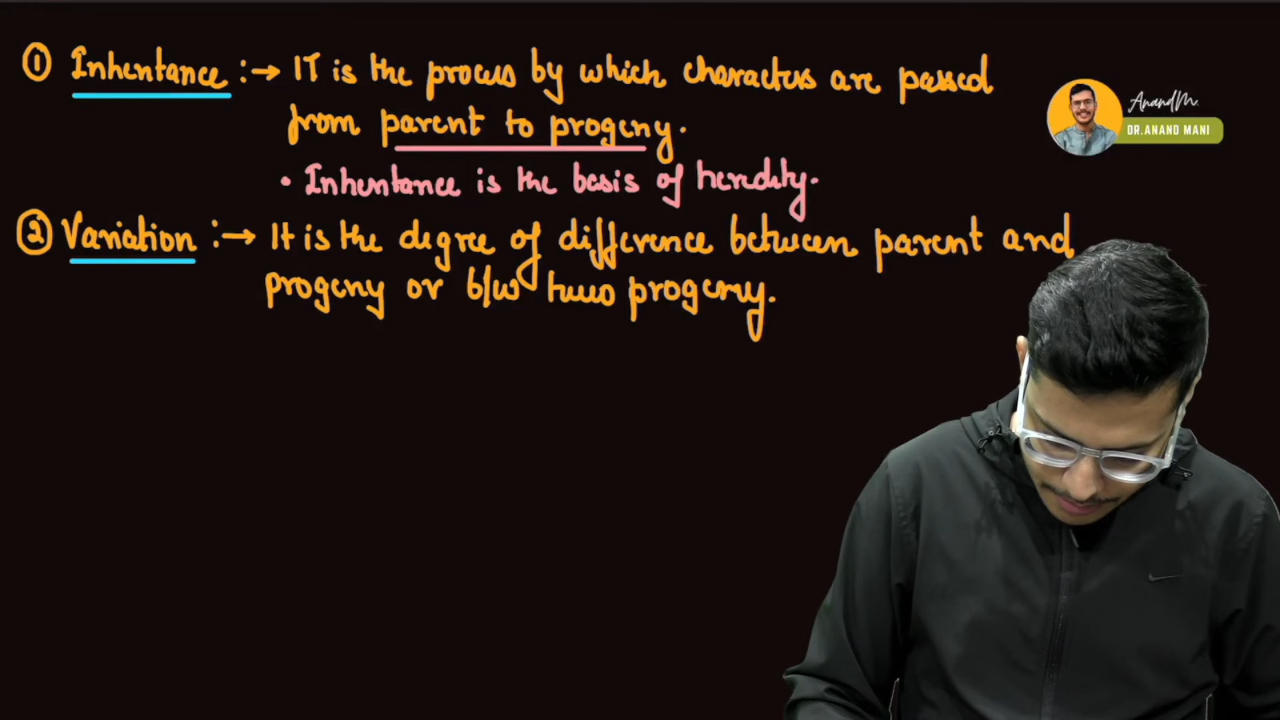 ① Inheritance :→ IT is the process by which characters are passed
from parent to progeny.
• Inheritance is the basis of heredity.
② Variation :→ It is the degree of difference between parent and
progeny or b/w two progeny.
AnandM.
DR.ANAND MANI